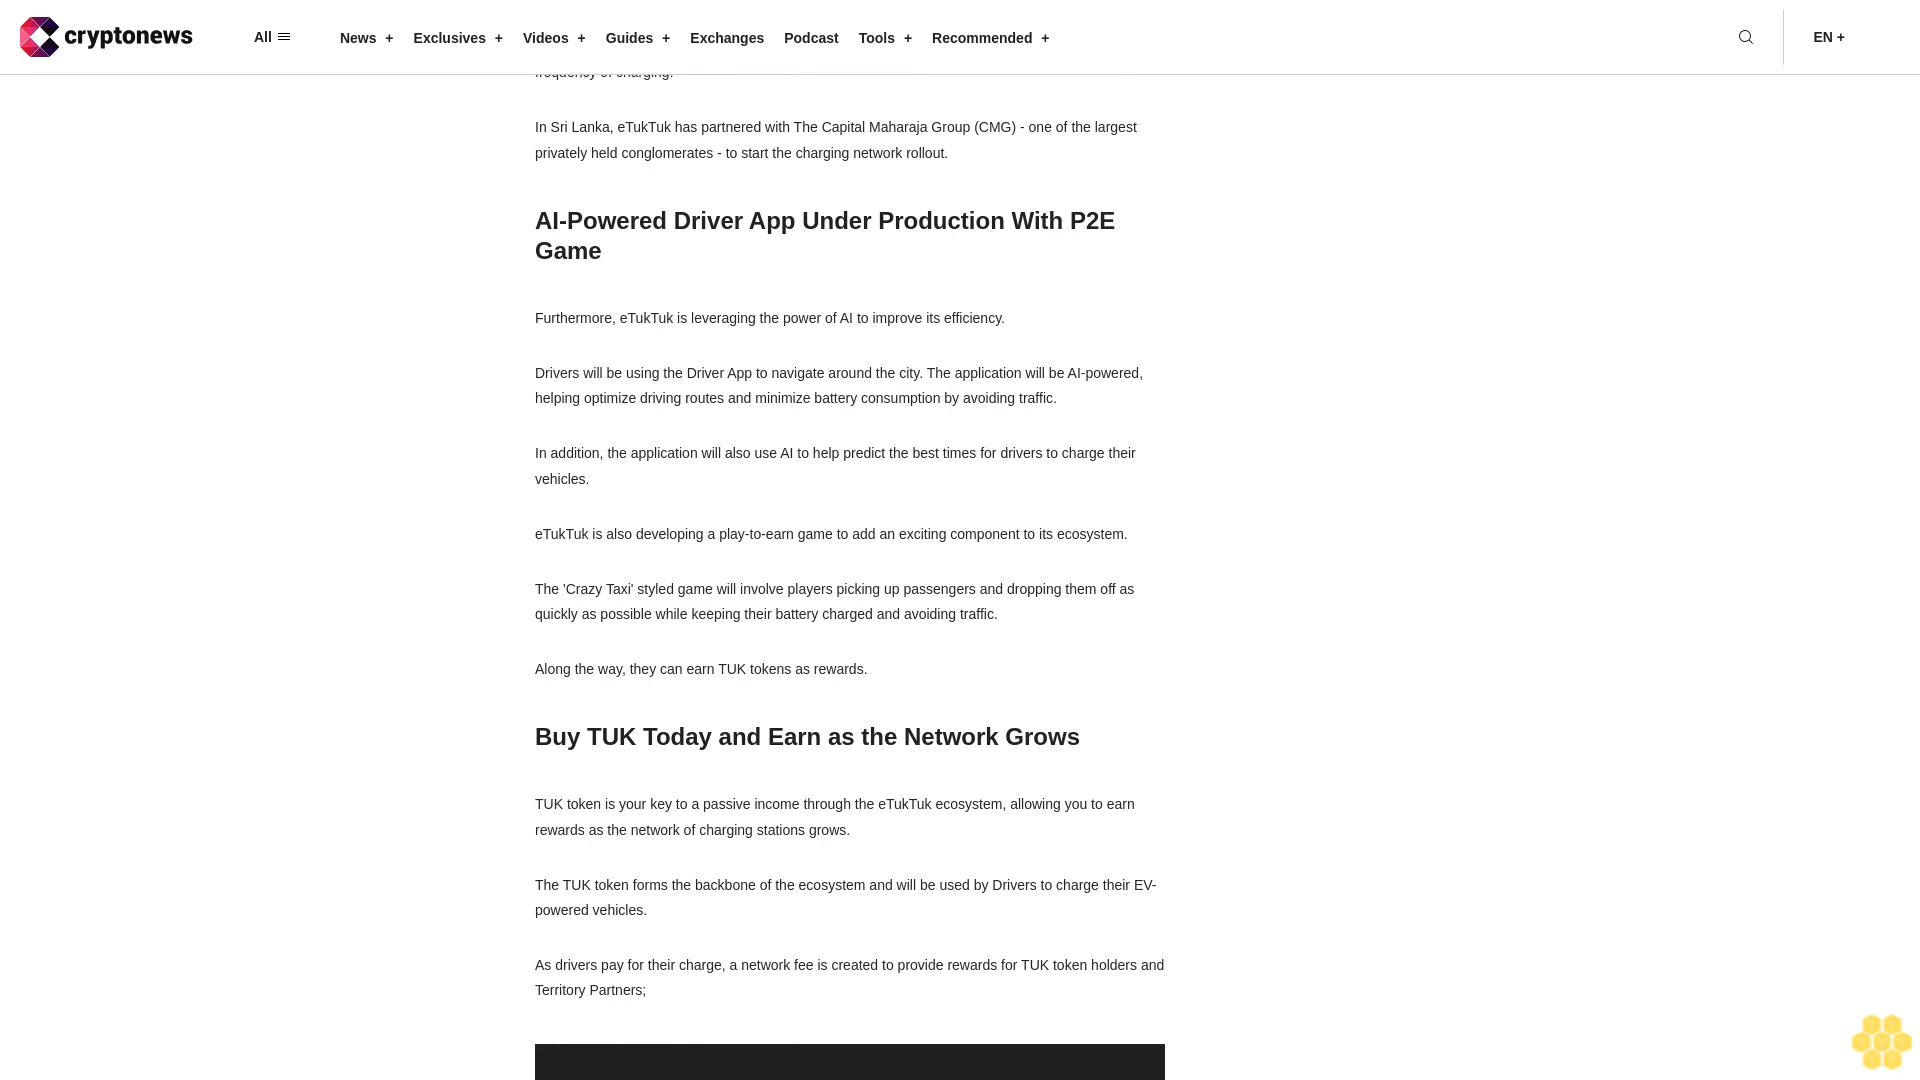 cryptonews
All
News +
Exclusives +
Videos +
Guides +
Exchanges
Podcast
Tools +
Recommended +
EN +
frequency of charging.
In Sri Lanka, eTukTuk has partnered with The Capital Maharaja Group (CMG) - one of the largest
privately held conglomerates - to start the charging network rollout.
AI-Powered Driver App Under Production With P2E
Game
Furthermore, eTukTuk is leveraging the power of AI to improve its efficiency.
Drivers will be using the Driver App to navigate around the city. The application will be AI-powered,
helping optimize driving routes and minimize battery consumption by avoiding traffic.
In addition, the application will also use AI to help predict the best times for drivers to charge their
vehicles.
eTukTuk is also developing a play-to-earn game to add an exciting component to its ecosystem.
The 'Crazy Taxi' styled game will involve players picking up passengers and dropping them off as
quickly as possible while keeping their battery charged and avoiding traffic.
Along the way, they can earn TUK tokens as rewards.
Buy TUK Today and Earn as the Network Grows
TUK token is your key to a passive income through the eTukTuk ecosystem, allowing you to earn
rewards as the network of charging stations grows.
The TUK token forms the backbone of the ecosystem and will be used by Drivers to charge their EV-
powered vehicles.
As drivers pay for their charge, a network fee is created to provide rewards for TUK token holders and
Territory Partners;